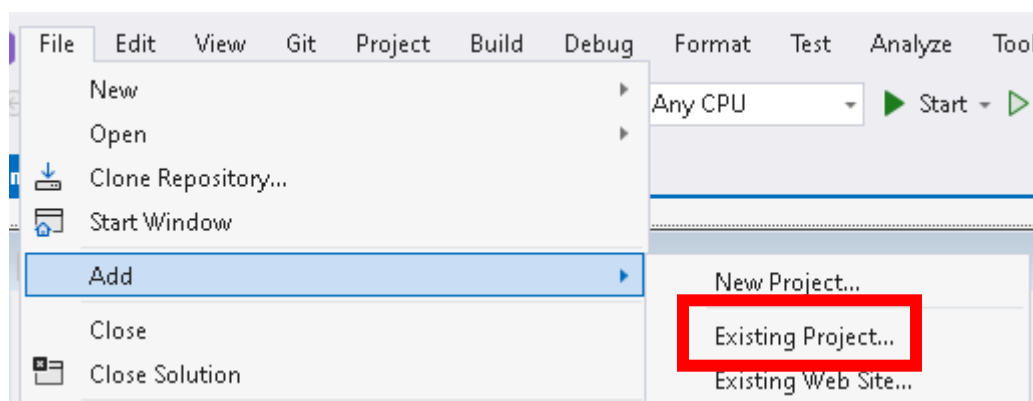 File Edit View Git Project Build Debug Format Test Analyze
New
Any CPU Start
Open
Clone Repository...
Start Window
Add
New Project...
Close
Existing Project...
Close Solution
Existing Web Site...